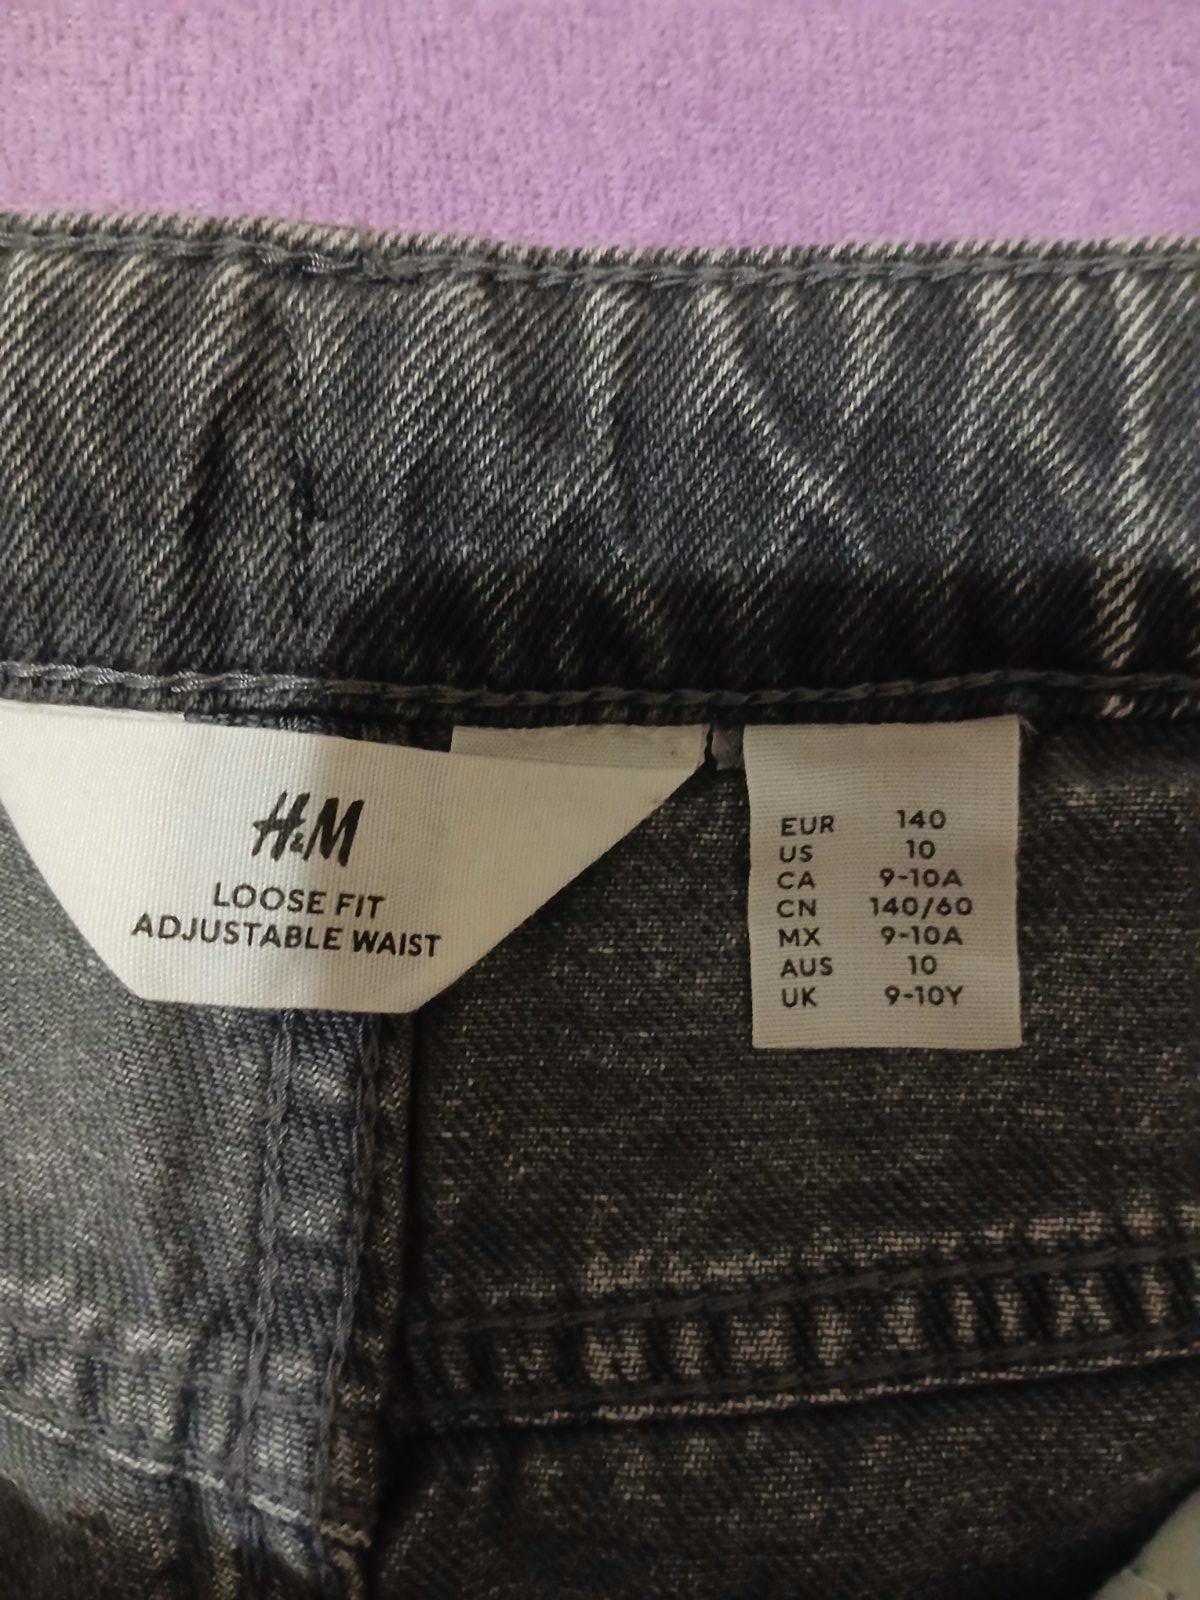 H&M
LOOSE FIT
ADJUSTABLE WAIST
EUR 140
US 10
CA 9-10A
CN 140/60
MX 9-10A
AUS 10
UK 9-10Y